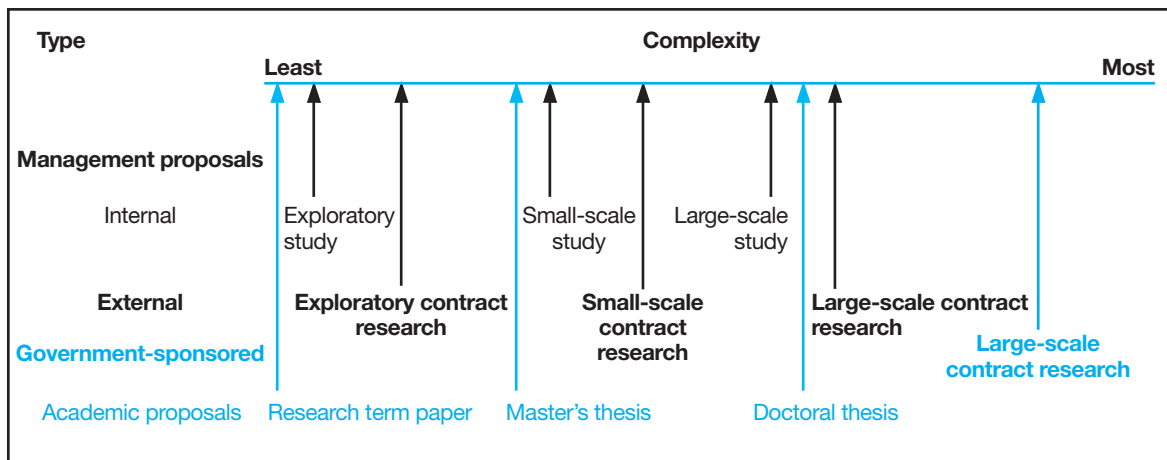 Type
Complexity
Least
Most
Management proposals
Internal
Exploratory
study
Small-scale
study
Large-scale
study
External
Exploratory contract
research
Small-scale
contract
research
Large-scale contract
research
Government-sponsored
Large-scale
contract research
Academic proposals
Research term paper
Master’s thesis
Doctoral thesis